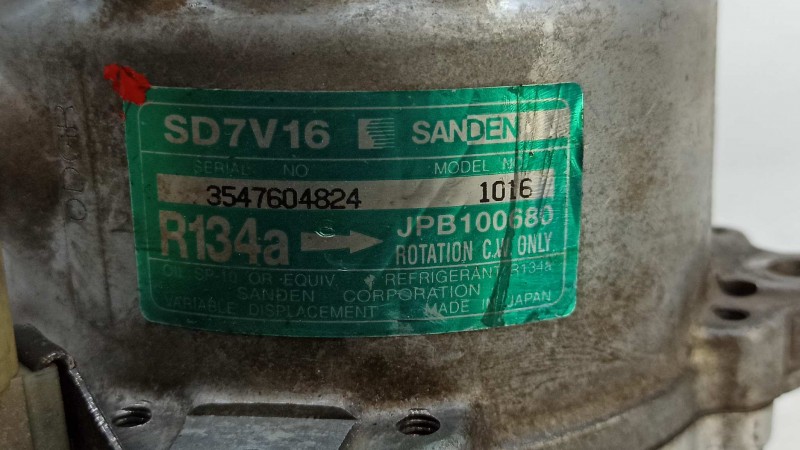 SD7V16 SANDEN
SERIAL NO MODEL NO.
3547604824 1016
R134a JPB100680
ROTATION C.W. ONLY
OIL SP-10 OR EQUIV. REFRIGERANT R134a
SANDEN CORPORATION
VARIABLE DISPLACEMENT MADE IN JAPAN